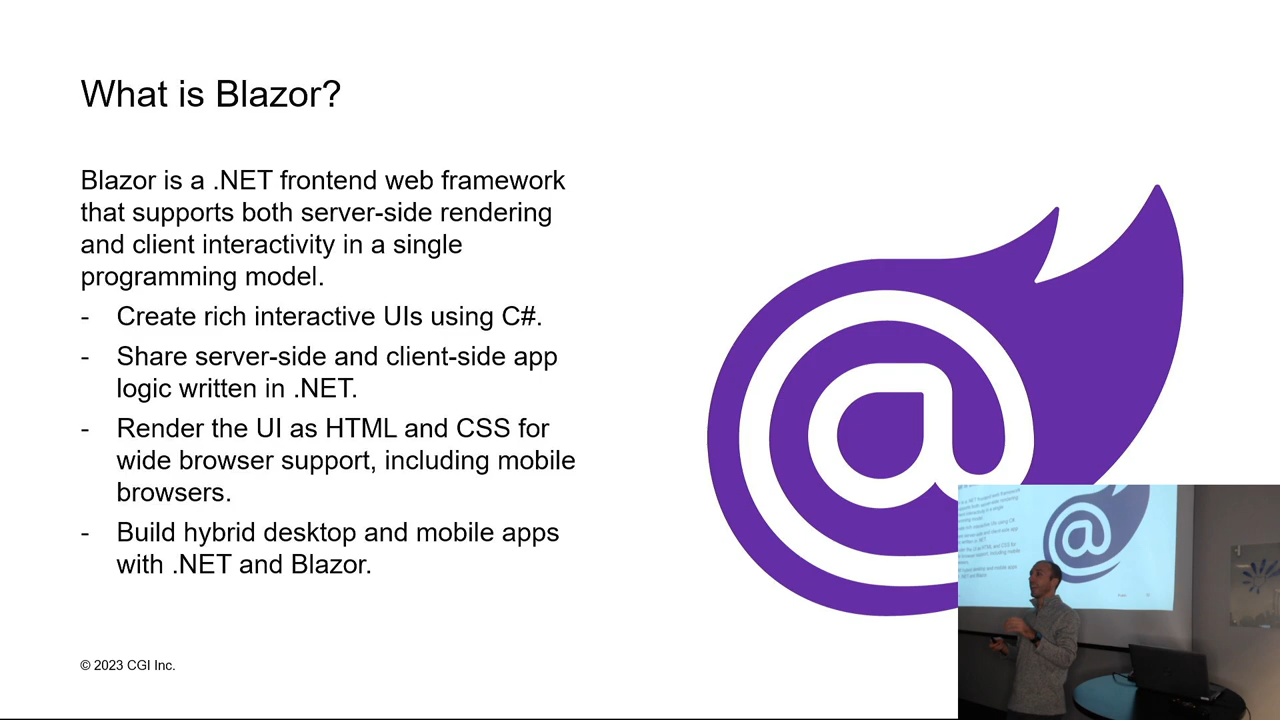 What is Blazor?
Blazor is a .NET frontend web framework
that supports both server-side rendering
and client interactivity in a single
programming model.
- Create rich interactive UIs using C#.
- Share server-side and client-side app
logic written in .NET.
- Render the UI as HTML and CSS for
wide browser support, including mobile
browsers.
- Build hybrid desktop and mobile apps
with .NET and Blazor.
© 2023 CGI Inc.